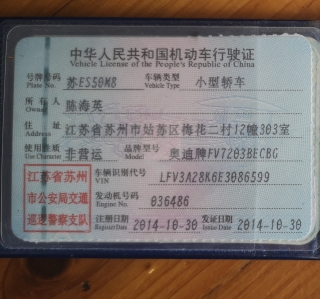 中华人民共和国机动车行驶证
Vehicle License of the People's Republic of China
号牌号码 苏ES50M8 车辆类型 小型轿车
Plate No. Vehicle Type
所有人 陈海英
Owner
住址 江苏省苏州市姑苏区梅花二村12幢303室
Address
使用性质 非营运 品牌型号 奥迪牌FV7203BECBG
Use Character Model
江苏省苏州 车辆识别代号 LFV3A28K6E3086599
VIN
市公安局交通 发动机号码 036486
Engine No.
巡逻警察支队 注册日期 2014-10-30 发证日期 2014-10-30
Register Date Issue Date